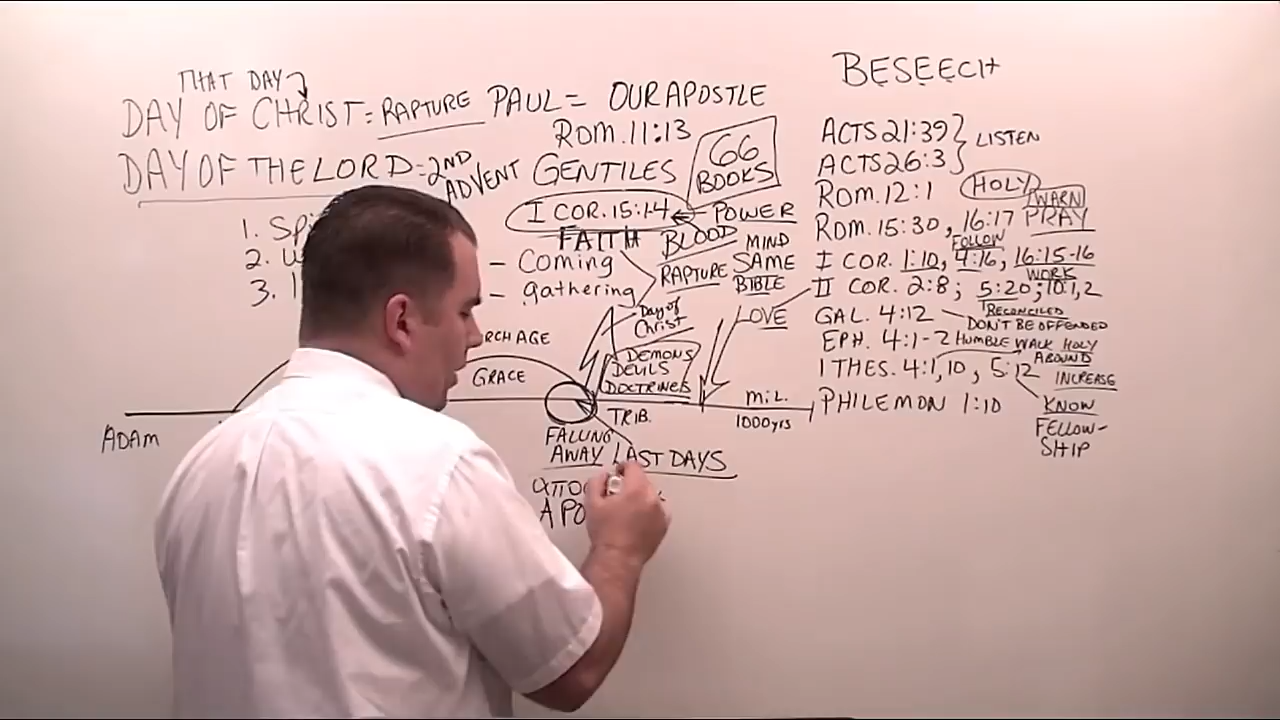 THAT DAY
DAY OF CHRIST = RAPTURE
DAY OF THE LORD = 2ND ADVENT
1.
2.
3.
PAUL = OUR APOSTLE
ROM. 11:13
GENTILES
66
BOOKS
I COR. 15:1-4
POWER
FAITH
BLOOD
- Coming
- gathering
RAPTURE
MIND
SAME
BIBLE
LOVE
Day of
Christ
GRACE
AGE
DEMONS
DEVILS
DOCTRINES
ADAM
TRIB.
MIL.
1000yrs
FALLING
AWAY
LAST DAYS
BESEECH
ACTS 21:39
ACTS 26:3
LISTEN
ROM. 12:1 HOLY
WARN
ROM. 15:30, 16:17 PRAY
FOLLOW
I COR. 1:10, 4:16, 16:15-16
WORK
II COR. 2:8; 5:20; 10:1,2
RECONCILED
GAL. 4:12 DON'T BE OFFENDED
EPH. 4:1-2 HUMBLE WALK HOLY
I THES. 4:1,10, 5:12
ABOUND
INCREASE
PHILEMON 1:10
KNOW
FELLOW-
SHIP